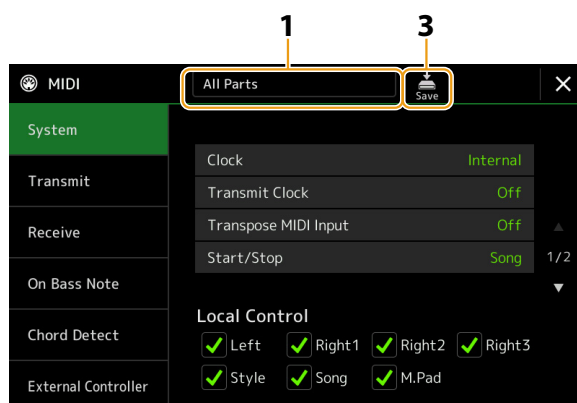 1 3
MIDI All Parts Save
System
Clock Internal
Transmit Transmit Clock Off
Transpose MIDI Input Off
Receive
Start/Stop Song 1/2
On Bass Note
Local Control
Chord Detect Left Right1 Right2 Right3
External Controller Style Song M.Pad